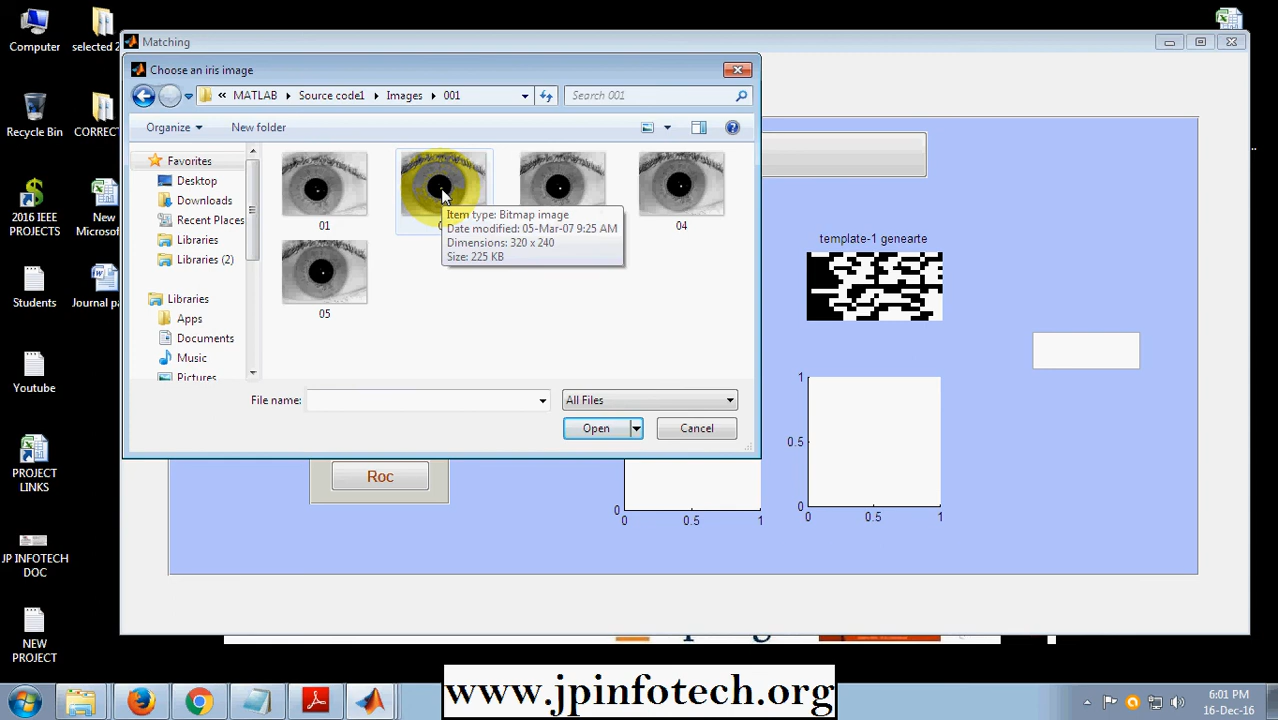 Computer
selected 2
Recycle Bin
CORREC
2016 IEEE
PROJECTS
New
Microsof
Students
Journal pa
Youtube
PROJECT
LINKS
JP INFOTECH
DOC
NEW
PROJECT
Matching
Choose an iris image
« MATLAB Source code1 Images 001
Search 001
Organize
New folder
Favorites
Desktop
Downloads
Recent Places
Libraries
Libraries (2)
Libraries
Apps
Documents
Music
Pictures
01
04
05
Item type: Bitmap image
Date modified: 05-Mar-07 9:25 AM
Dimensions: 320 x 240
Size: 225 KB
File name:
All Files
Open
Cancel
Roc
template-1 genearte
0
0 0.5 1
1
0.5
0
0 0.5 1
www.jpinfotech.org
6:01 PM
16-Dec-16